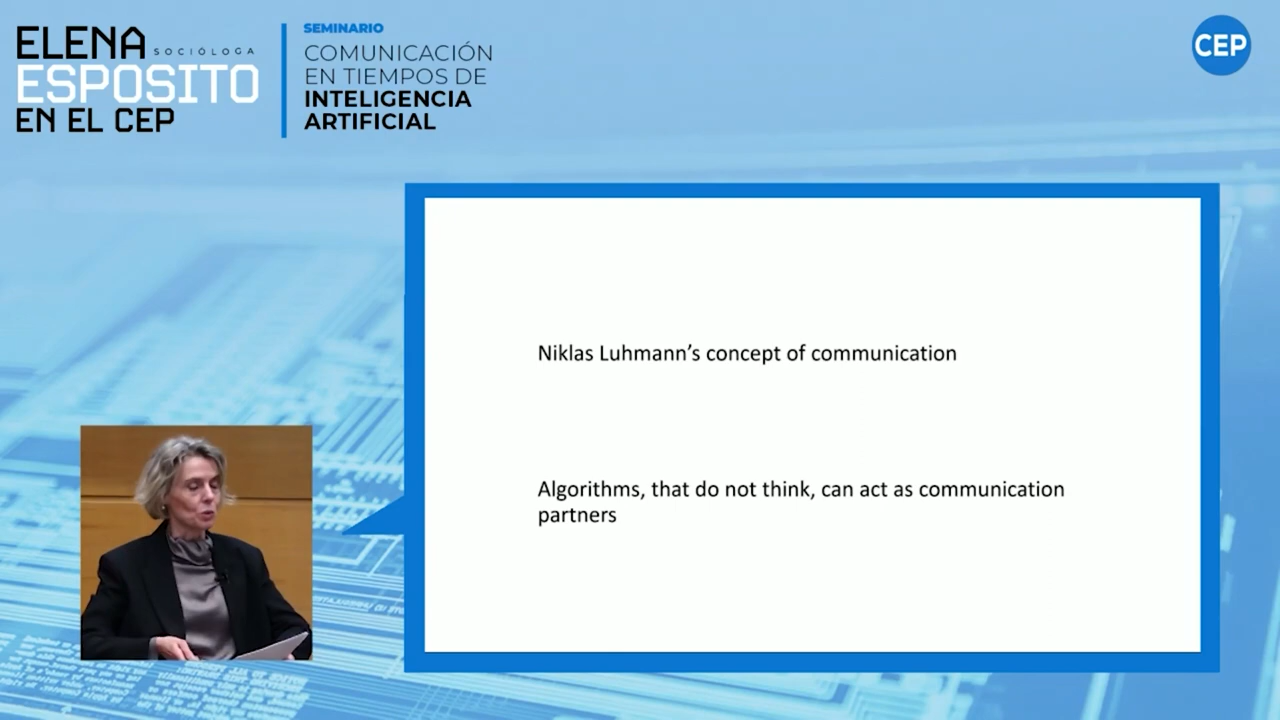 ELENA SOCIÓLOGA
ESPOSITO
EN EL CEP
SEMINARIO
COMUNICACIÓN
EN TIEMPOS DE
INTELIGENCIA
ARTIFICIAL
CEP
Niklas Luhmann’s concept of communication
Algorithms, that do not think, can act as communication
partners